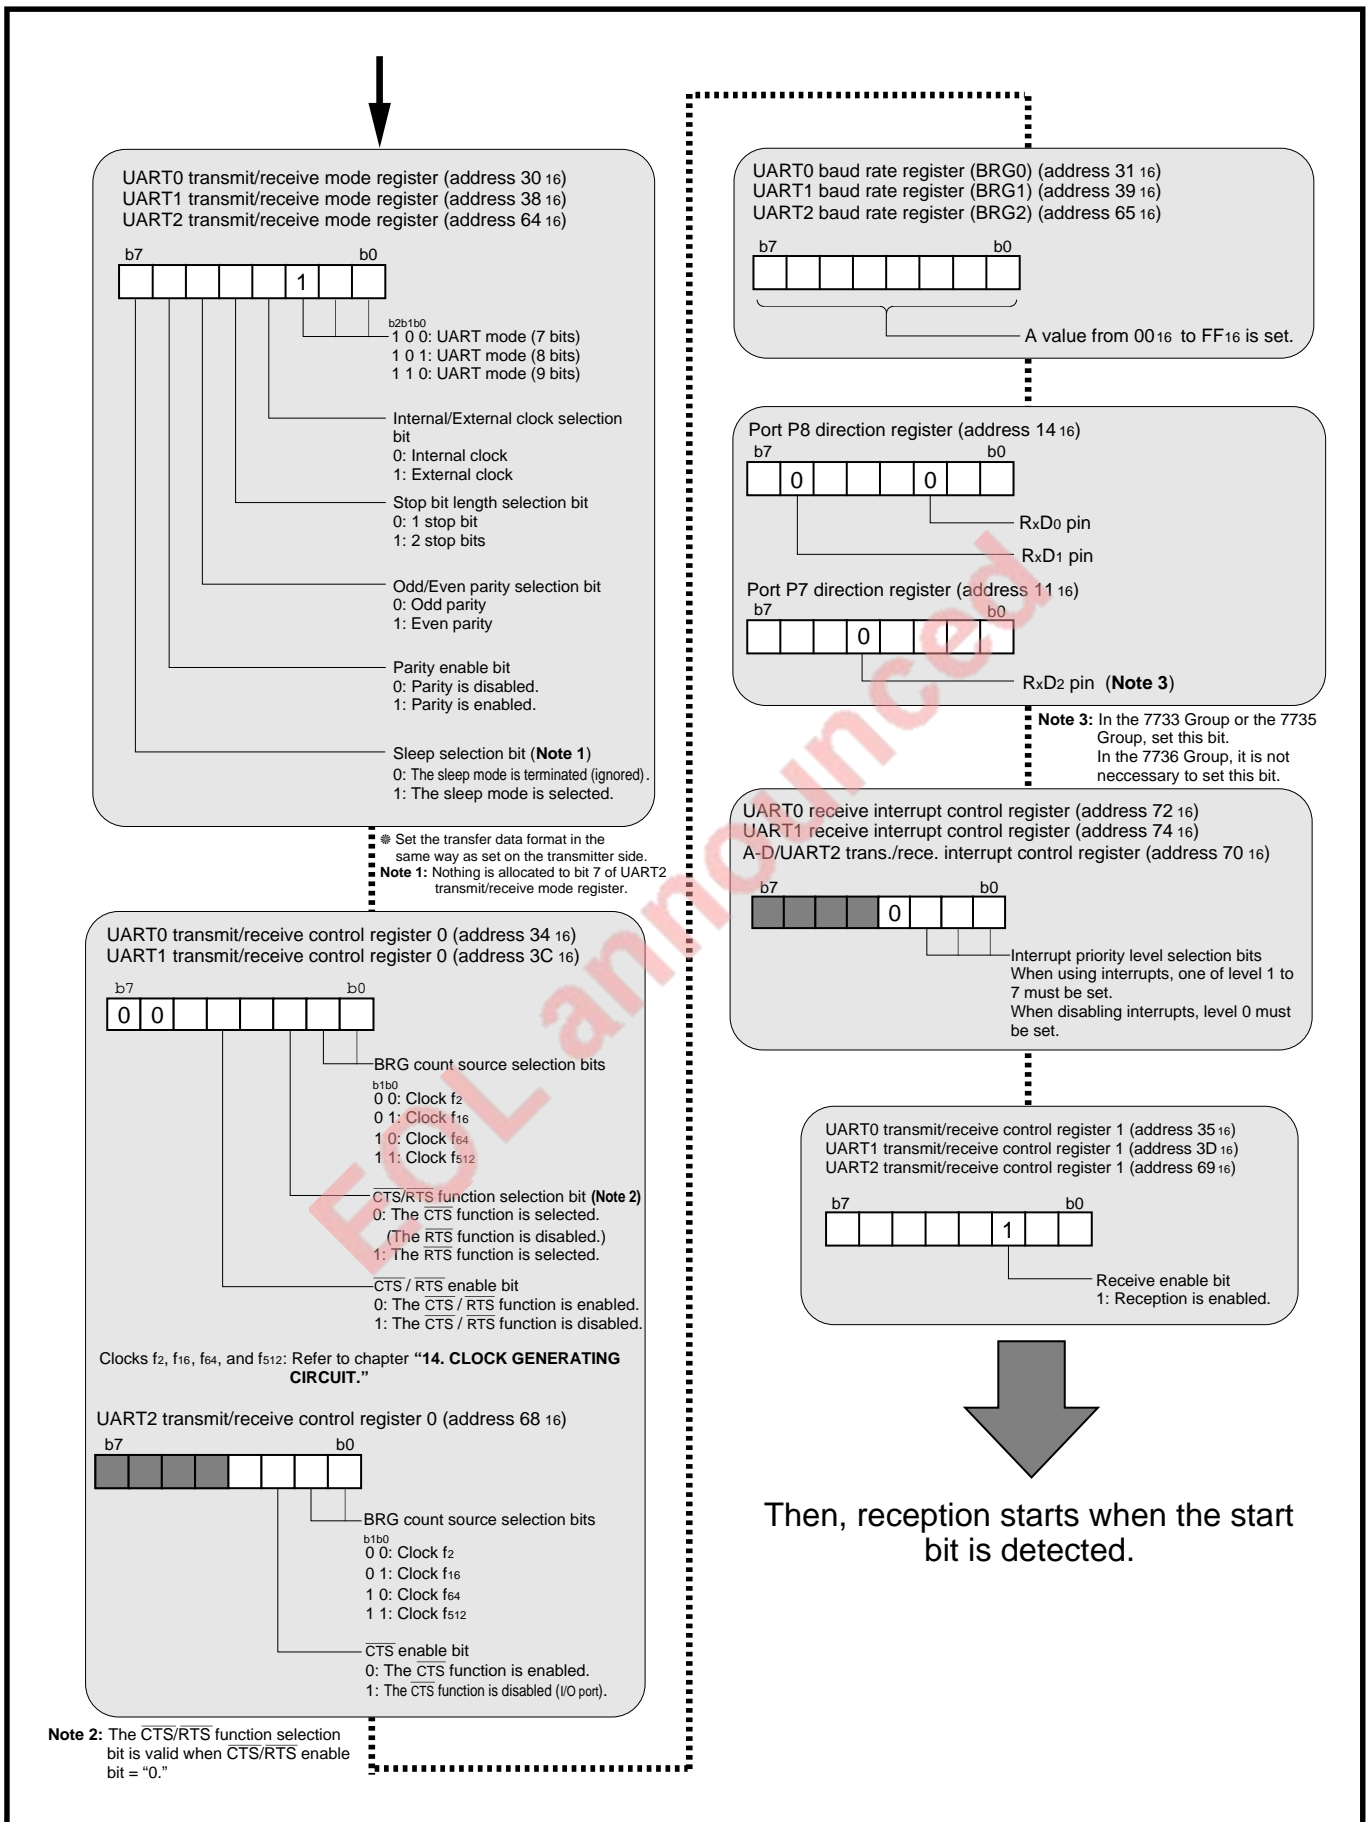 UART0 transmit/receive mode register (address 30 16)
UART1 transmit/receive mode register (address 38 16)
UART2 transmit/receive mode register (address 64 16)
b7 b0
1
b2b1b0
1 0 0: UART mode (7 bits)
1 0 1: UART mode (8 bits)
1 1 0: UART mode (9 bits)
Internal/External clock selection
bit
0: Internal clock
1: External clock
Stop bit length selection bit
0: 1 stop bit
1: 2 stop bits
Odd/Even parity selection bit
0: Odd parity
1: Even parity
Parity enable bit
0: Parity is disabled.
1: Parity is enabled.
Sleep selection bit (Note 1)
0: The sleep mode is terminated (ignored).
1: The sleep mode is selected.
❉ Set the transfer data format in the
same way as set on the transmitter side.
Note 1: Nothing is allocated to bit 7 of UART2
transmit/receive mode register.
UART0 transmit/receive control register 0 (address 34 16)
UART1 transmit/receive control register 0 (address 3C 16)
b7 b0
0 0
BRG count source selection bits
b1b0
0 0: Clock f2
0 1: Clock f16
1 0: Clock f64
1 1: Clock f512
CTS/RTS function selection bit (Note 2)
0: The CTS function is selected.
(The RTS function is disabled.)
1: The RTS function is selected.
CTS / RTS enable bit
0: The CTS / RTS function is enabled.
1: The CTS / RTS function is disabled.
Clocks f2, f16, f64, and f512: Refer to chapter “14. CLOCK GENERATING
CIRCUIT.”
UART2 transmit/receive control register 0 (address 68 16)
b7 b0
BRG count source selection bits
b1b0
0 0: Clock f2
0 1: Clock f16
1 0: Clock f64
1 1: Clock f512
CTS enable bit
0: The CTS function is enabled.
1: The CTS function is disabled (I/O port).
Note 2: The CTS/RTS function selection
bit is valid when CTS/RTS enable
bit = “0.”
UART0 baud rate register (BRG0) (address 31 16)
UART1 baud rate register (BRG1) (address 39 16)
UART2 baud rate register (BRG2) (address 65 16)
b7 b0
A value from 0016 to FF16 is set.
Port P8 direction register (address 14 16)
b7 b0
0 0
RxD0 pin
RxD1 pin
Port P7 direction register (address 11 16)
b7 b0
0
RxD2 pin (Note 3)
Note 3: In the 7733 Group or the 7735
Group, set this bit.
In the 7736 Group, it is not
neccessary to set this bit.
UART0 receive interrupt control register (address 72 16)
UART1 receive interrupt control register (address 74 16)
A-D/UART2 trans./rece. interrupt control register (address 70 16)
b7 b0
0
Interrupt priority level selection bits
When using interrupts, one of level 1 to
7 must be set.
When disabling interrupts, level 0 must
be set.
UART0 transmit/receive control register 1 (address 35 16)
UART1 transmit/receive control register 1 (address 3D 16)
UART2 transmit/receive control register 1 (address 69 16)
b7 b0
1
Receive enable bit
1: Reception is enabled.
Then, reception starts when the start
bit is detected.
EOL announced